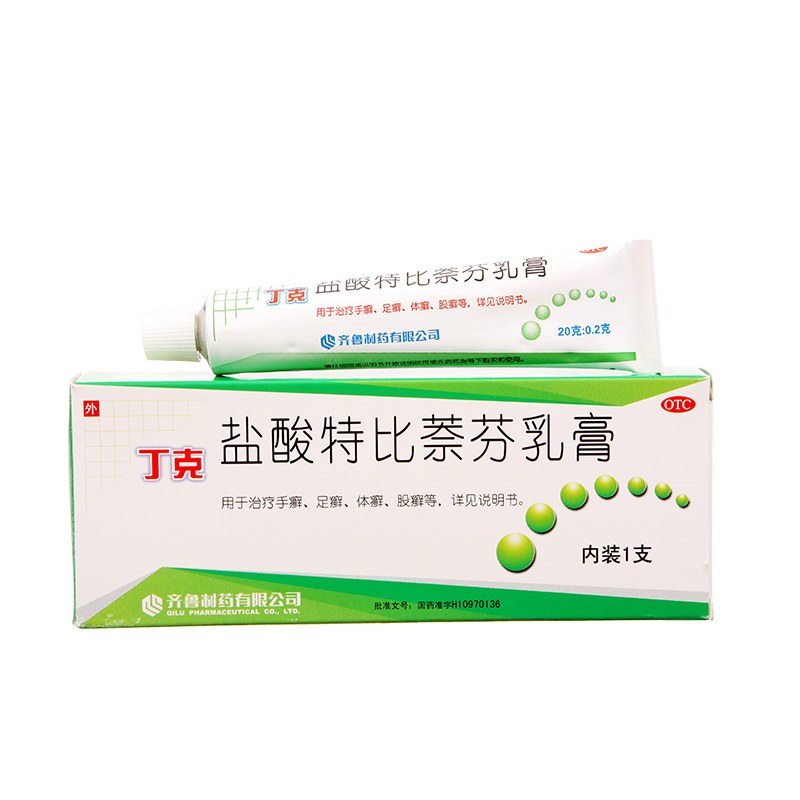 OTC
丁克 盐酸特比萘芬乳膏
用于治疗手癣、足癣、体癣、股癣等，详见说明书。
20克:0.2克
齐鲁制药有限公司
外
OTC
丁克 盐酸特比萘芬乳膏
用于治疗手癣、足癣、体癣、股癣等，详见说明书。
内装1支
齐鲁制药有限公司
QILU PHARMACEUTICAL CO., LTD.
批准文号：国药准字H10970136